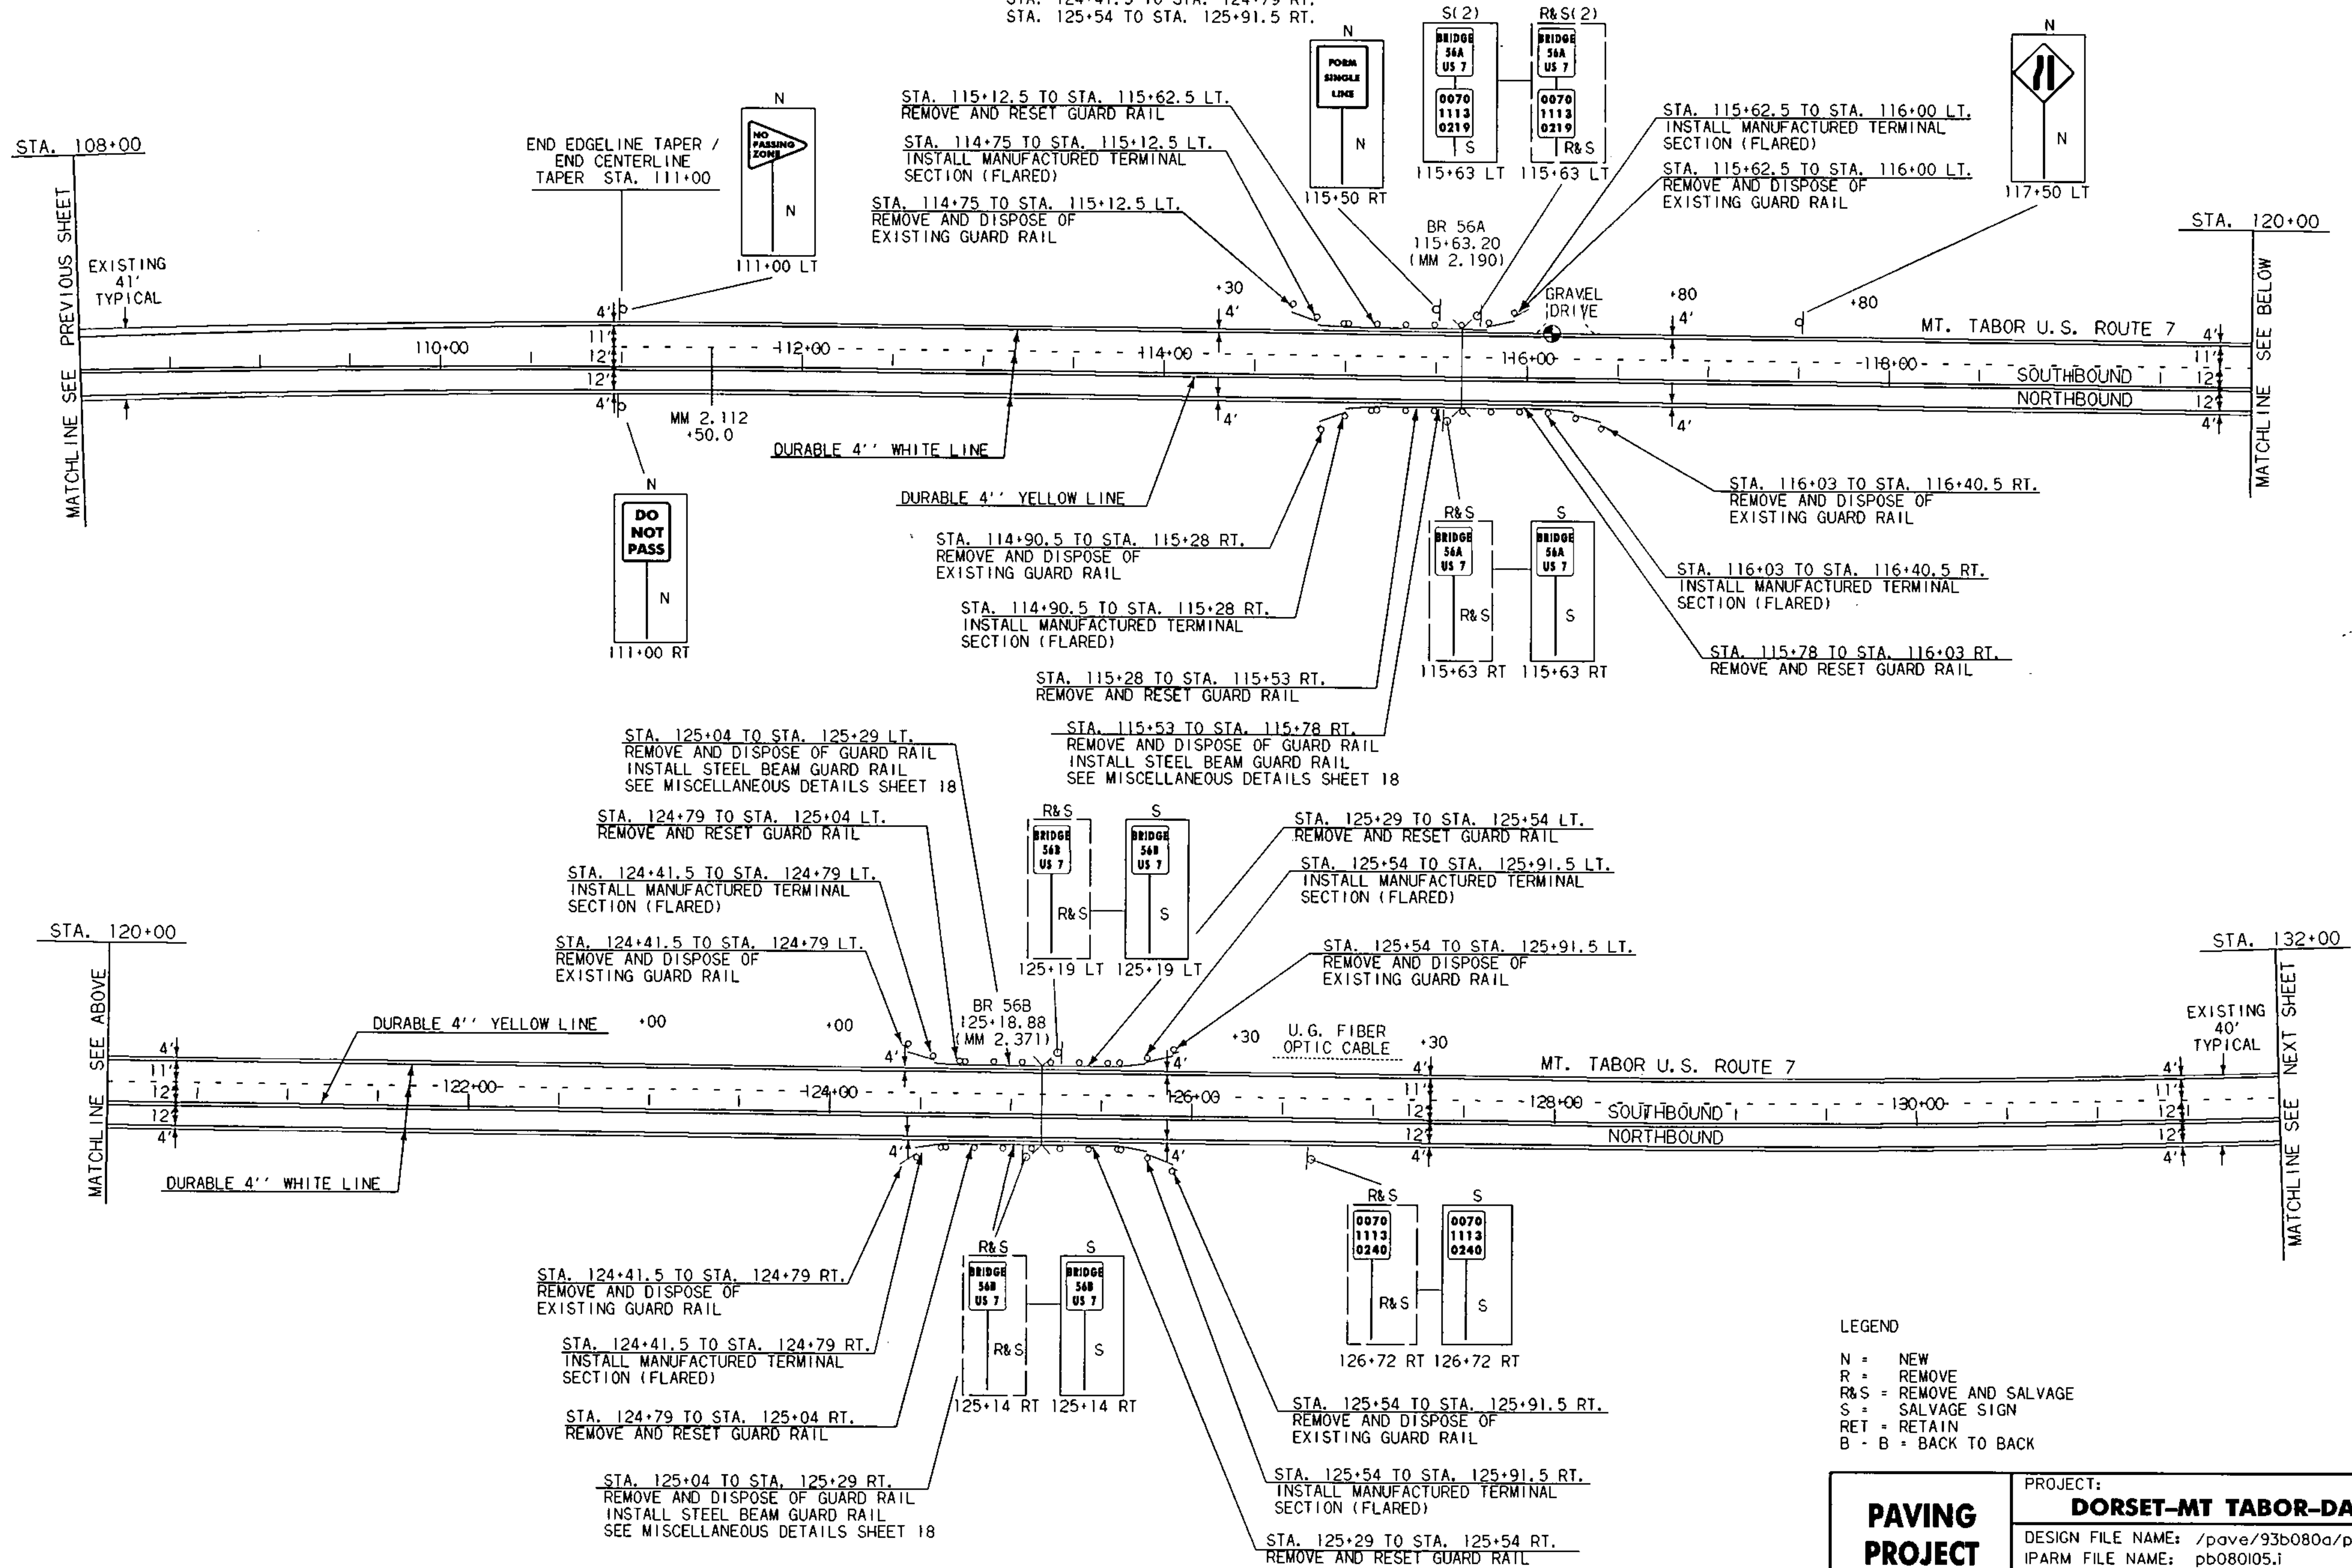 STA. 125+54 TO STA. 125+91.5 RT.
STA. 108+00
MATCHLINE SEE PREVIOUS SHEET
EXISTING
41'
TYPICAL
END EDGELINE TAPER /
END CENTERLINE
TAPER STA. 111+00
N
NO
PASSING
ZONE
N
111+00 LT
STA. 115+12.5 TO STA. 115+62.5 LT.
REMOVE AND RESET GUARD RAIL
STA. 114+75 TO STA. 115+12.5 LT.
INSTALL MANUFACTURED TERMINAL
SECTION (FLARED)
STA. 114+75 TO STA. 115+12.5 LT.
REMOVE AND DISPOSE OF
EXISTING GUARD RAIL
N
FORM
SINGLE
LINE
N
115+50 RT
S(2)
BRIDGE
56A
US 7
0070
1113
0219
S
115+63 LT
R&S(2)
BRIDGE
56A
US 7
0070
1113
0219
R&S
115+63 LT
BR 56A
115+63.20
(MM 2.190)
STA. 115+62.5 TO STA. 116+00 LT.
INSTALL MANUFACTURED TERMINAL
SECTION (FLARED)
STA. 115+62.5 TO STA. 116+00 LT.
REMOVE AND DISPOSE OF
EXISTING GUARD RAIL
N
N
117+50 LT
STA. 120+00
MATCHLINE SEE BELOW
+30
4'
GRAVEL
DRIVE
+80
4'
+80
MT. TABOR U.S. ROUTE 7
4'
11'
12'
12'
4'
110+00
112+00
114+00
116+00
118+00
SOUTHBOUND
NORTHBOUND
4'
11'
12'
12'
4'
4'
4'
MM 2.112
+50.0
DURABLE 4'' WHITE LINE
DURABLE 4'' YELLOW LINE
N
DO
NOT
PASS
N
111+00 RT
STA. 114+90.5 TO STA. 115+28 RT.
REMOVE AND DISPOSE OF
EXISTING GUARD RAIL
STA. 114+90.5 TO STA. 115+28 RT.
INSTALL MANUFACTURED TERMINAL
SECTION (FLARED)
STA. 115+28 TO STA. 115+53 RT.
REMOVE AND RESET GUARD RAIL
STA. 115+53 TO STA. 115+78 RT.
REMOVE AND DISPOSE OF GUARD RAIL
INSTALL STEEL BEAM GUARD RAIL
SEE MISCELLANEOUS DETAILS SHEET 18
R&S
BRIDGE
56A
US 7
R&S
115+63 RT
S
BRIDGE
56A
US 7
S
115+63 RT
STA. 116+03 TO STA. 116+40.5 RT.
REMOVE AND DISPOSE OF
EXISTING GUARD RAIL
STA. 116+03 TO STA. 116+40.5 RT.
INSTALL MANUFACTURED TERMINAL
SECTION (FLARED)
STA. 115+78 TO STA. 116+03 RT.
REMOVE AND RESET GUARD RAIL
STA. 125+04 TO STA. 125+29 LT.
REMOVE AND DISPOSE OF GUARD RAIL
INSTALL STEEL BEAM GUARD RAIL
SEE MISCELLANEOUS DETAILS SHEET 18
STA. 124+79 TO STA. 125+04 LT.
REMOVE AND RESET GUARD RAIL
STA. 124+41.5 TO STA. 124+79 LT.
INSTALL MANUFACTURED TERMINAL
SECTION (FLARED)
STA. 124+41.5 TO STA. 124+79 LT.
REMOVE AND DISPOSE OF
EXISTING GUARD RAIL
R&S
BRIDGE
56B
US 7
R&S
125+19 LT
S
BRIDGE
56B
US 7
S
125+19 LT
STA. 125+29 TO STA. 125+54 LT.
REMOVE AND RESET GUARD RAIL
STA. 125+54 TO STA. 125+91.5 LT.
INSTALL MANUFACTURED TERMINAL
SECTION (FLARED)
STA. 125+54 TO STA. 125+91.5 LT.
REMOVE AND DISPOSE OF
EXISTING GUARD RAIL
STA. 120+00
MATCHLINE SEE ABOVE
DURABLE 4'' YELLOW LINE
+00
+00
BR 56B
125+18.88
(MM 2.371)
+30
U.G. FIBER
OPTIC CABLE
+30
STA. 132+00
MATCHLINE SEE NEXT SHEET
EXISTING
40'
TYPICAL
MT. TABOR U.S. ROUTE 7
4'
11'
12'
12'
4'
122+00
124+00
126+00
128+00
130+00
SOUTHBOUND
NORTHBOUND
4'
4'
4'
4'
4'
11'
12'
12'
4'
4'
11'
12'
12'
4'
DURABLE 4'' WHITE LINE
STA. 124+41.5 TO STA. 124+79 RT.
REMOVE AND DISPOSE OF
EXISTING GUARD RAIL
STA. 124+41.5 TO STA. 124+79 RT.
INSTALL MANUFACTURED TERMINAL
SECTION (FLARED)
STA. 124+79 TO STA. 125+04 RT.
REMOVE AND RESET GUARD RAIL
STA. 125+04 TO STA. 125+29 RT.
REMOVE AND DISPOSE OF GUARD RAIL
INSTALL STEEL BEAM GUARD RAIL
SEE MISCELLANEOUS DETAILS SHEET 18
R&S
BRIDGE
56B
US 7
R&S
125+14 RT
S
BRIDGE
56B
US 7
S
125+14 RT
R&S
0070
1113
0240
R&S
126+72 RT
S
0070
1113
0240
S
126+72 RT
STA. 125+54 TO STA. 125+91.5 RT.
REMOVE AND DISPOSE OF
EXISTING GUARD RAIL
STA. 125+54 TO STA. 125+91.5 RT.
INSTALL MANUFACTURED TERMINAL
SECTION (FLARED)
STA. 125+29 TO STA. 125+54 RT.
REMOVE AND RESET GUARD RAIL
LEGEND
N = NEW
R = REMOVE
R&S = REMOVE AND SALVAGE
S = SALVAGE SIGN
RET = RETAIN
B - B = BACK TO BACK
PAVING
PROJECT
PROJECT:
DORSET–MT TABOR–DA
DESIGN FILE NAME: /pave/93b080a/p
IPARM FILE NAME: pb080l05.i